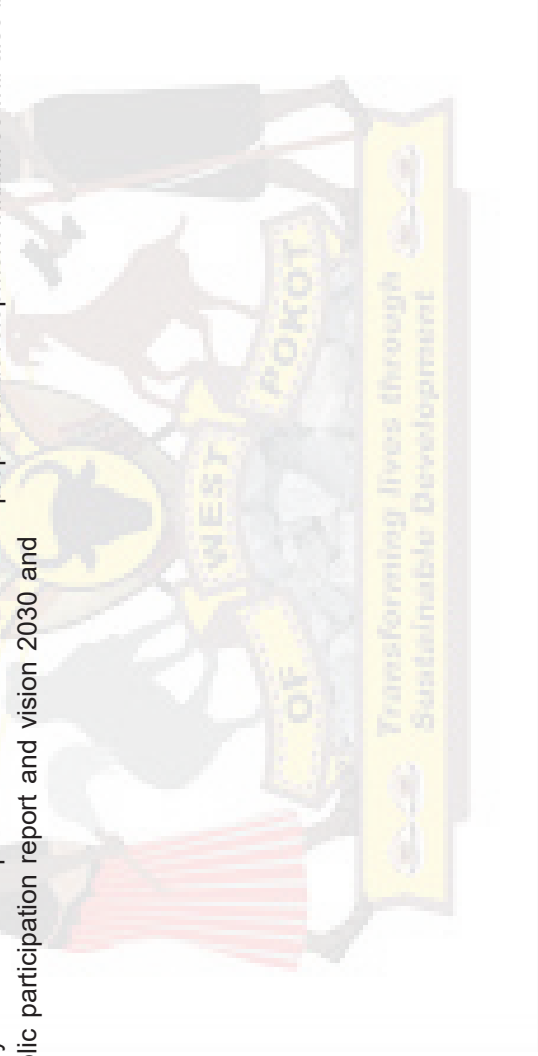 lic participation report and vision 2030 and
OF WEST POKOT
Transforming lives through
Sustainable Development